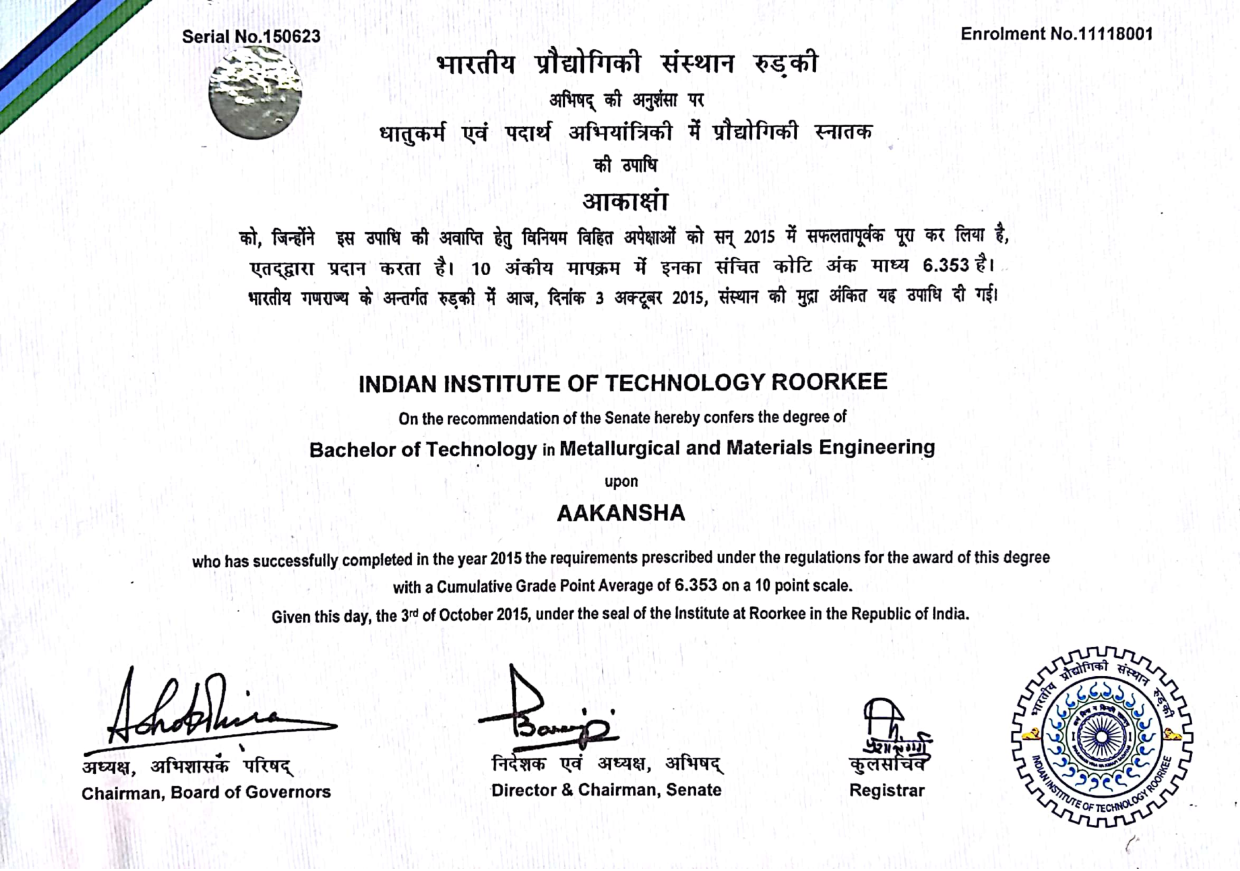 Serial No.150623
Enrolment No.11118001
भारतीय प्रौद्योगिकी संस्थान रुड़की
अभिषद् की अनुशंसा पर
धातुकर्म एवं पदार्थ अभियांत्रिकी में प्रौद्योगिकी स्नातक
की उपाधि
आकाक्षां
को, जिन्होंने इस उपाधि की अवाप्ति हेतु विनियम विहित अपेक्षाओं को सन् 2015 में सफलतापूर्वक पूरा कर लिया है,
एतद्द्वारा प्रदान करता है। 10 अंकीय मापक्रम में इनका संचित कोटि अंक माध्य 6.353 है।
भारतीय गणराज्य के अन्तर्गत रुड़की में आज, दिनांक 3 अक्टूबर 2015, संस्थान की मुद्रा अंकित यह उपाधि दी गई।
INDIAN INSTITUTE OF TECHNOLOGY ROORKEE
On the recommendation of the Senate hereby confers the degree of
Bachelor of Technology in Metallurgical and Materials Engineering
upon
AAKANSHA
who has successfully completed in the year 2015 the requirements prescribed under the regulations for the award of this degree
with a Cumulative Grade Point Average of 6.353 on a 10 point scale.
Given this day, the 3rd of October 2015, under the seal of the Institute at Roorkee in the Republic of India.
अध्यक्ष, अभिशासक परिषद्
Chairman, Board of Governors
निदेशक एवं अध्यक्ष, अभिषद्
Director & Chairman, Senate
कुलसचिव
Registrar
भारतीय प्रौद्योगिकी संस्थान रुड़की
INDIAN INSTITUTE OF TECHNOLOGY ROORKEE